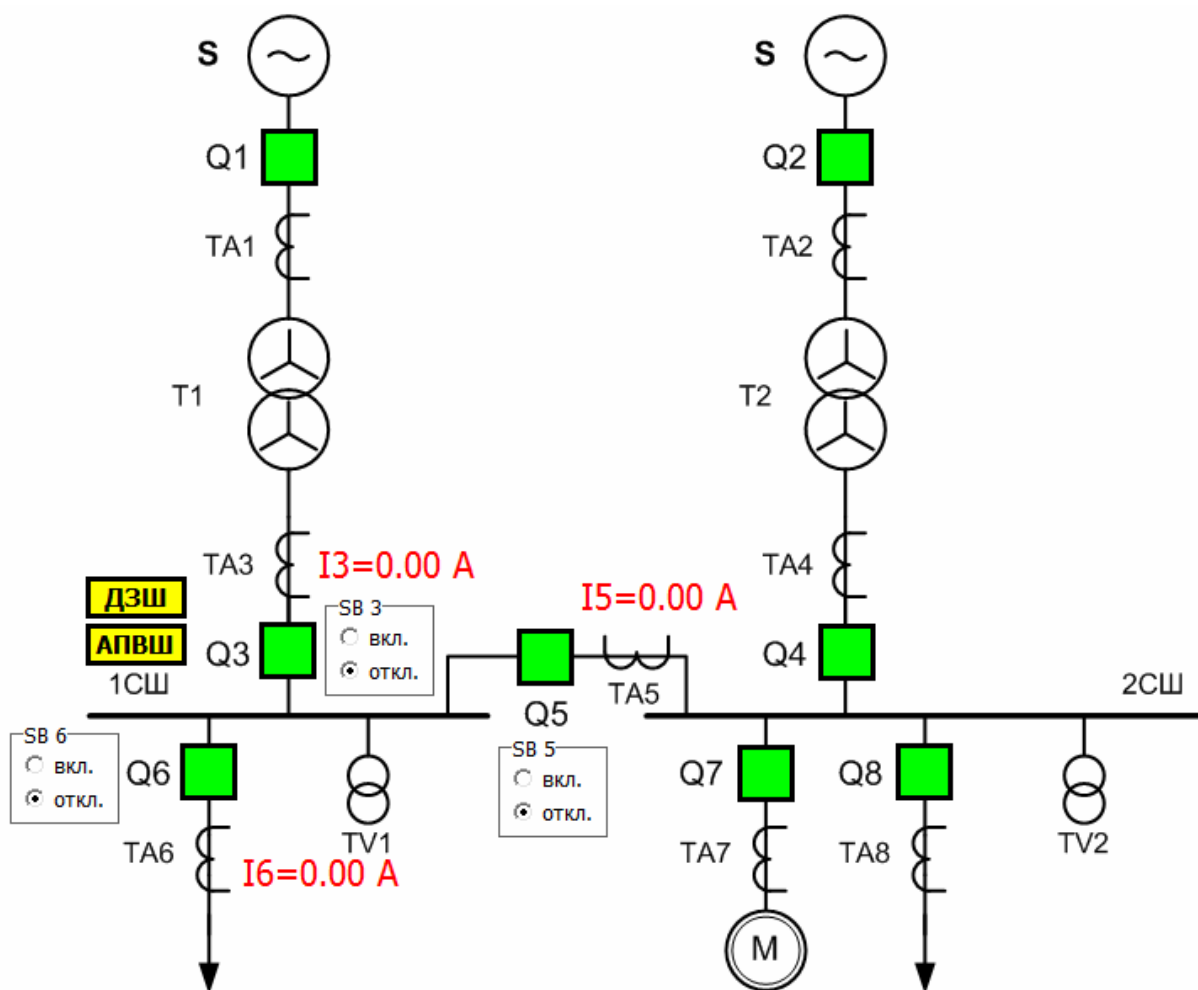 S
S
Q1
Q2
TA1
TA2
T1
T2
TA3
I3=0.00 A
TA4
ДЗШ
I5=0.00 A
SB 3
АПВШ
Q3
вкл.
откл.
Q4
1СШ
TA5
2СШ
Q5
SB 6
вкл.
откл.
Q6
SB 5
вкл.
откл.
Q7
Q8
TA6
TV1
TA7
TA8
TV2
I6=0.00 A
M